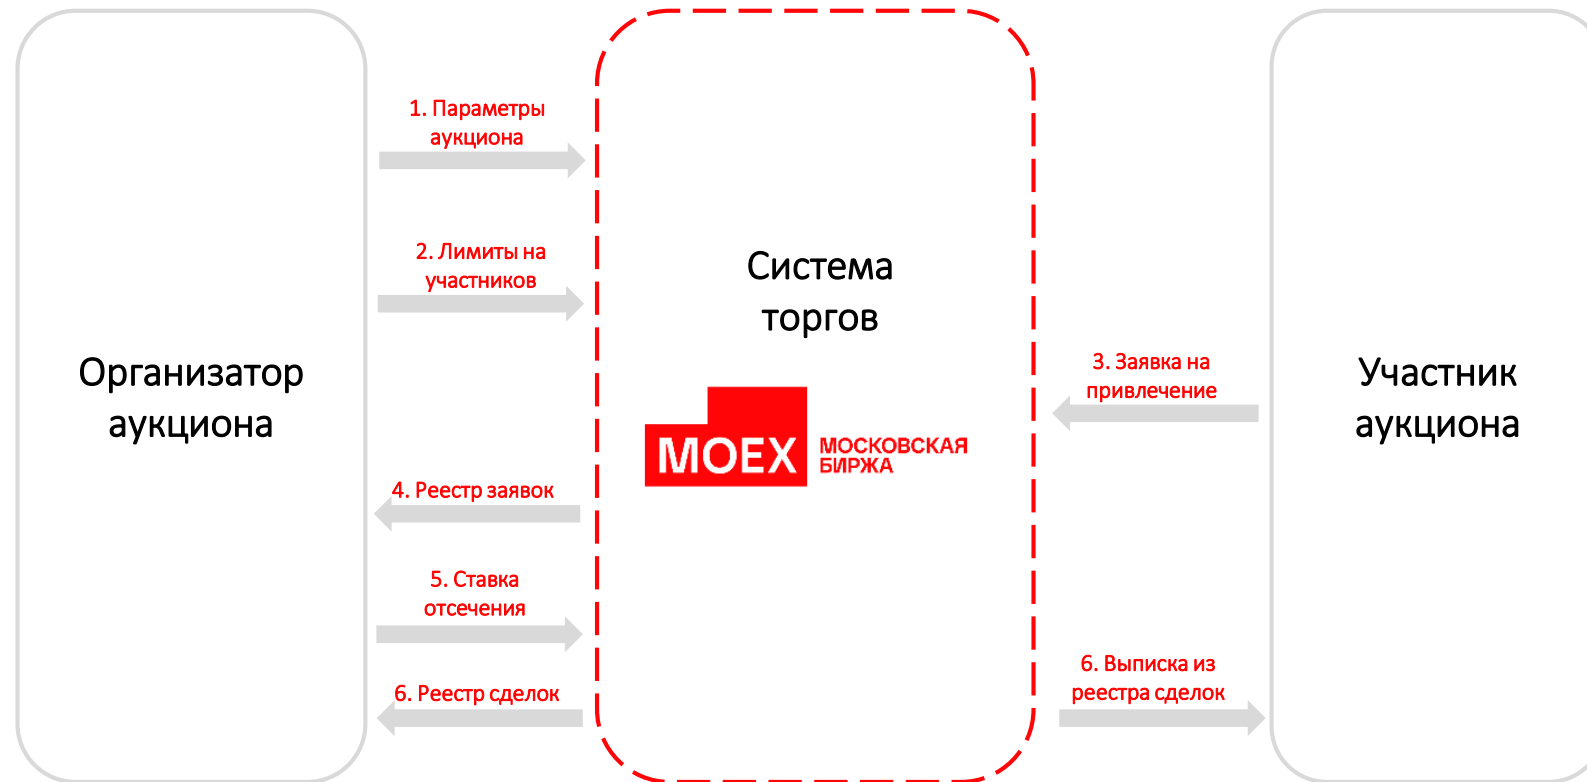 1. Параметры
аукциона
2. Лимиты на
участников
Организатор
аукциона
4. Реестр заявок
5. Ставка
отсечения
6. Реестр сделок
Система
торгов
MOEX
МОСКОВСКАЯ
БИРЖА
3. Заявка на
привлечение
6. Выписка из
реестра сделок
Участник
аукциона